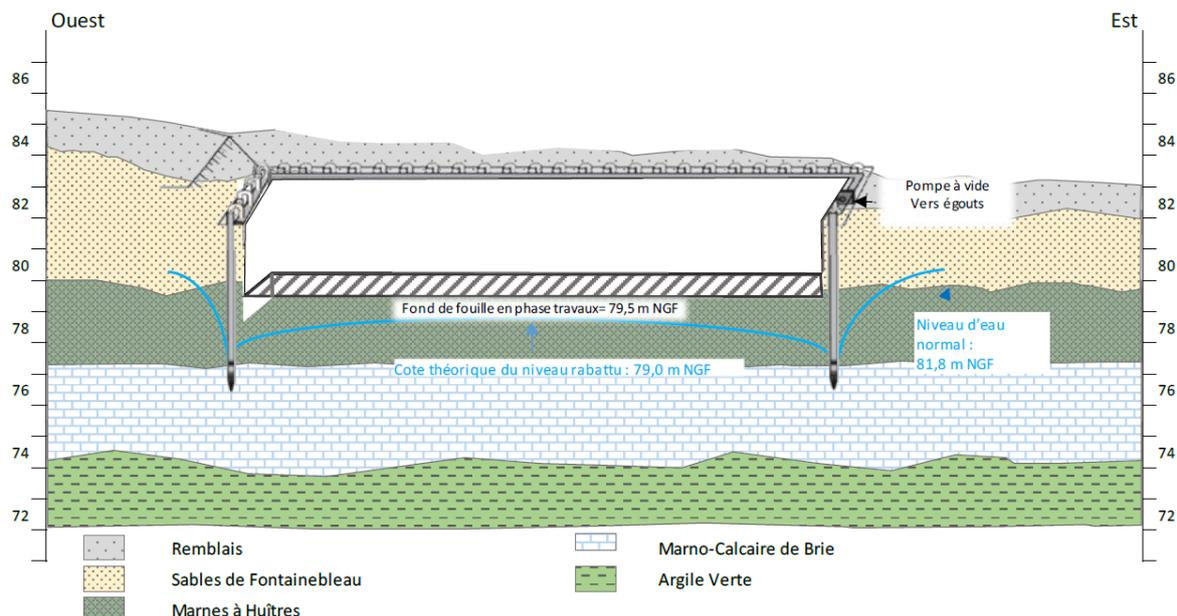 Ouest
Est
86
86
84
84
Pompe à vide
Vers égouts
82
82
80
80
Fond de fouille en phase travaux= 79,5 m NGF
Niveau d'eau
normal :
81,8 m NGF
78
78
Cote théorique du niveau rabattu : 79,0 m NGF
76
76
74
74
72
72
Remblais
Marno-Calcaire de Brie
Sables de Fontainebleau
Argile Verte
Marnes à Huîtres